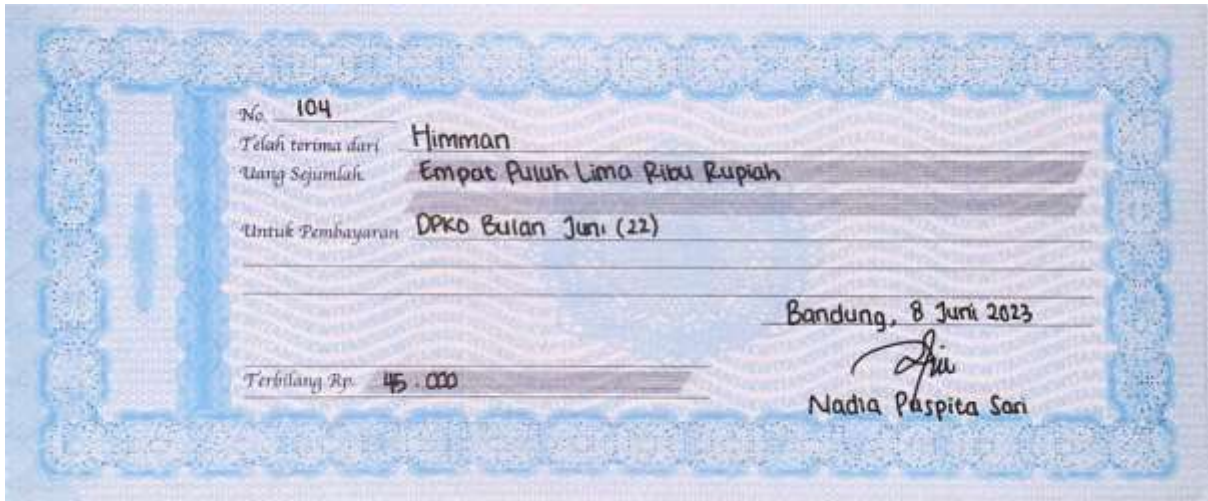 No. 104
Telah terima dari Himman
Uang Sejumlah Empat Puluh Lima Ribu Rupiah
Untuk Pembayaran DPKO Bulan Juni (22)
Bandung, 8 Juni 2023
Terbilang Rp. 45.000
Nadia Puspita Sari